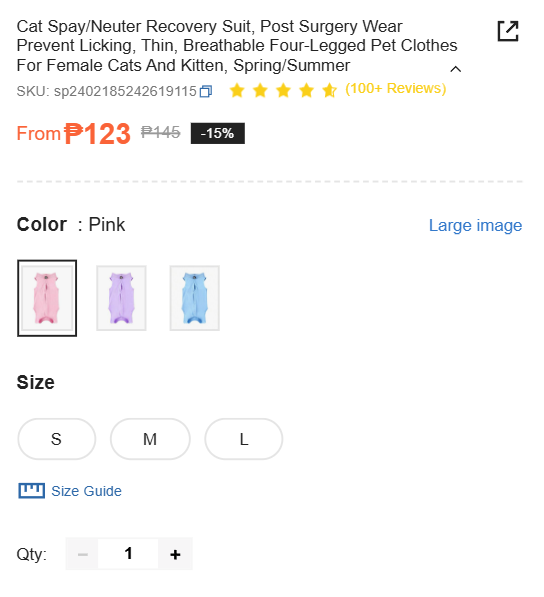 Cat Spay/Neuter Recovery Suit, Post Surgery Wear
Prevent Licking, Thin, Breathable Four-Legged Pet Clothes
For Female Cats And Kitten, Spring/Summer
SKU: sp2402185242619115 (100+ Reviews)
From ₱123 ₱145 -15%
Color : Pink Large image
Size
S M L
Size Guide
Qty: − 1 +